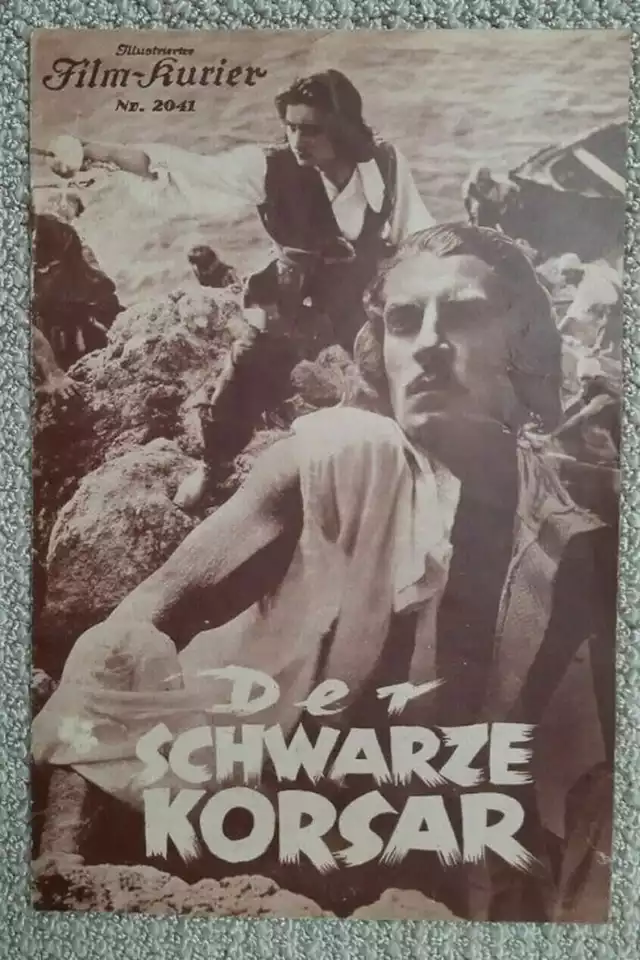 Illustrierter
Film-Kurier
Nr. 2041
Der
SCHWARZE
KORSAR